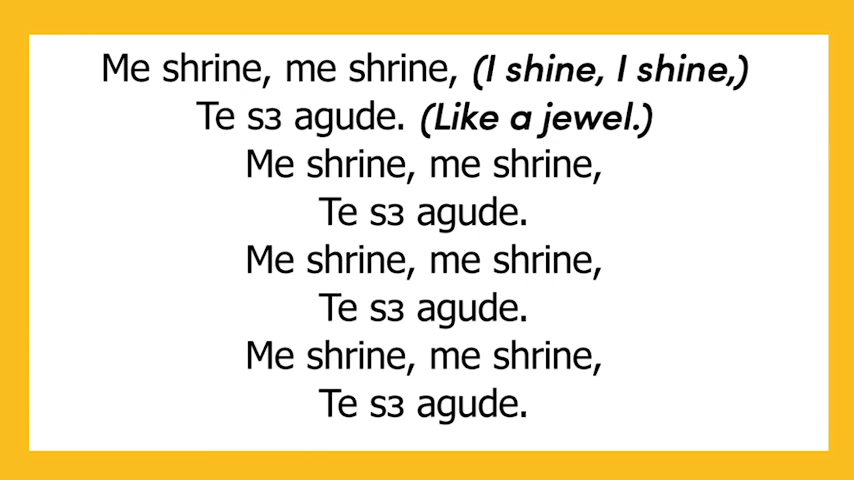 Me shrine, me shrine, (I shine, I shine,)
Te sɜ agude. (Like a jewel.)
Me shrine, me shrine,
Te sɜ agude.
Me shrine, me shrine,
Te sɜ agude.
Me shrine, me shrine,
Te sɜ agude.